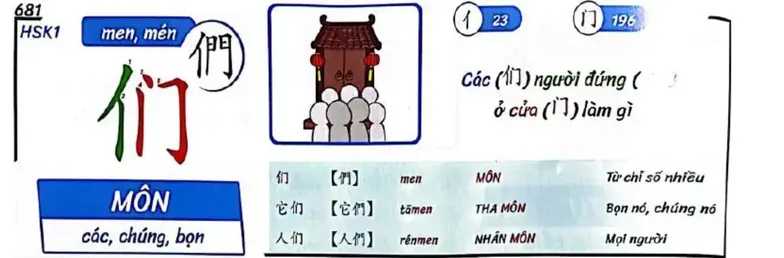 681
HSK1
men, mén
們
们
MÔN
các, chúng, bọn
亻 23
门 196
Các (们) người đứng (
ở cửa (门) làm gì
们 【們】 men MÔN Từ chỉ số nhiều
它们 【它們】 tāmen THA MÔN Bọn nó, chúng nó
人们 【人們】 rénmen NHÂN MÔN Mọi người